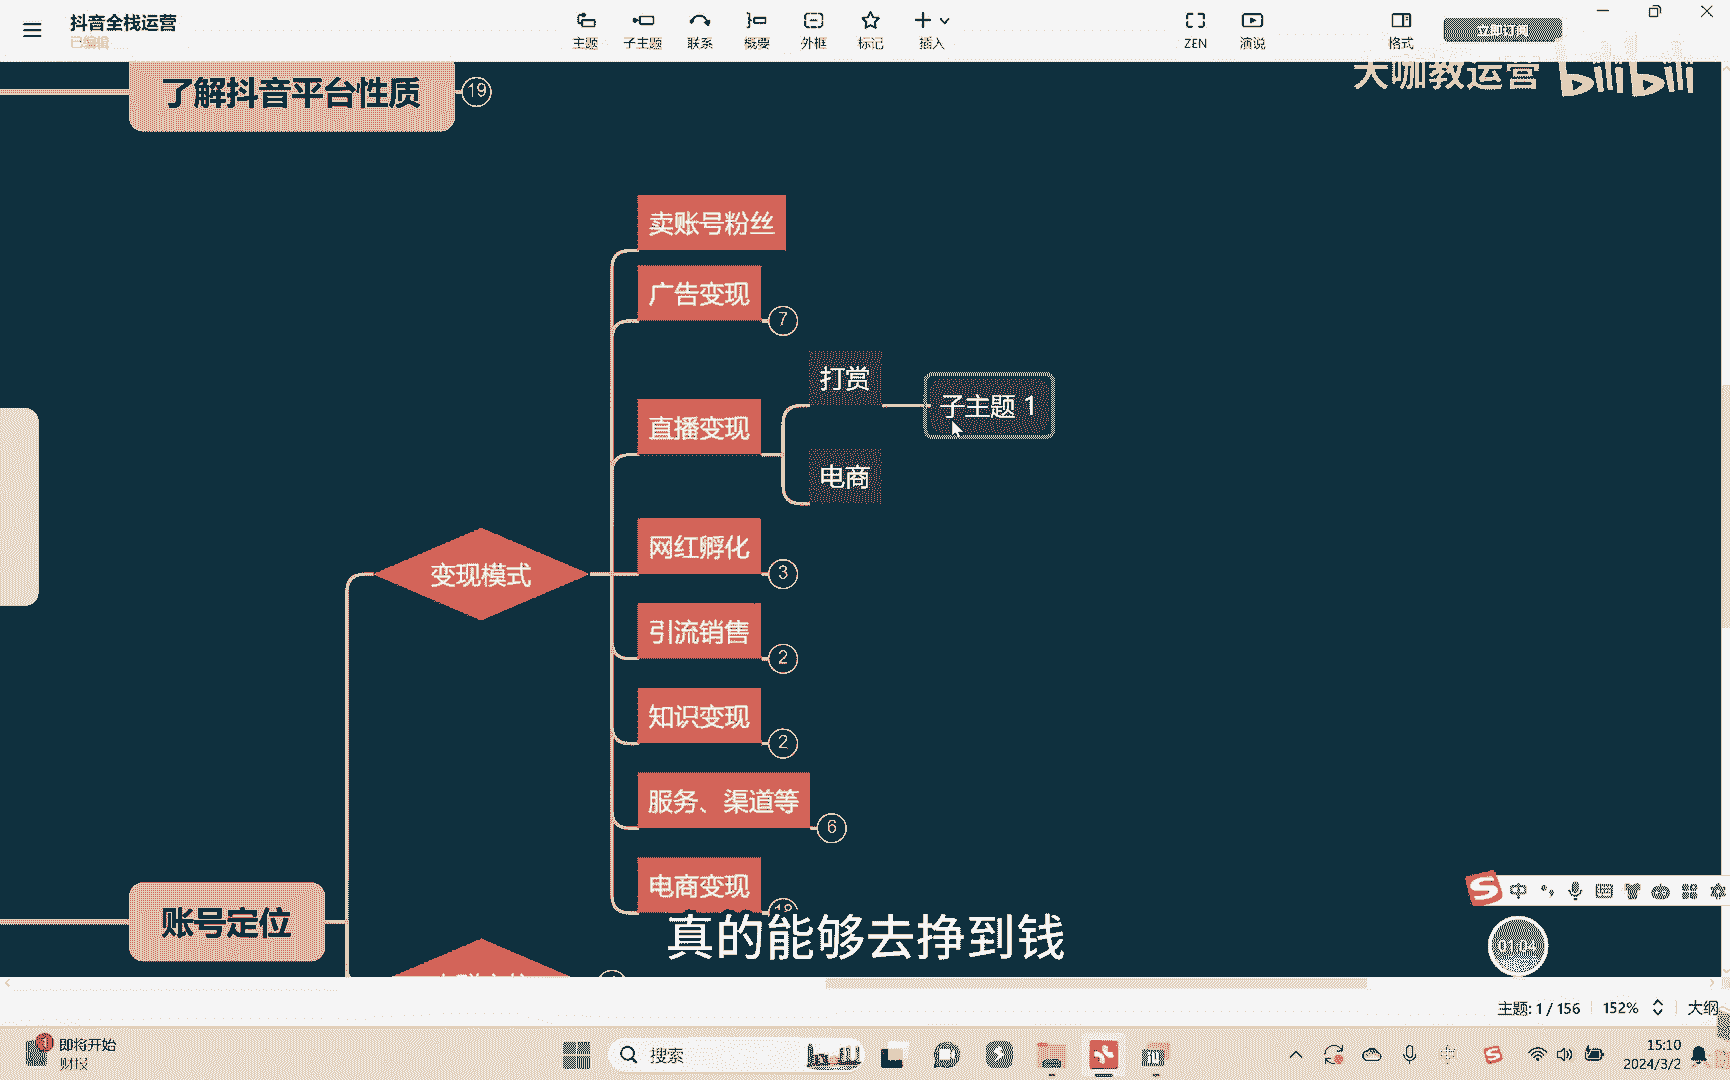 抖音全栈运营
已编辑
主题
子主题
联系
概要
外框
标记
插入
ZEN
演说
格式
大咖教运营
bilibili
了解抖音平台性质
19
卖账号粉丝
广告变现
7
打赏
子主题 1
直播变现
电商
网红孵化
3
变现模式
引流销售
2
知识变现
2
服务、渠道等
6
电商变现
账号定位
真的能够去挣到钱
中
01:04
主题: 1 / 156
152%
大纲
1
即将开始
财报
搜索
中
15:10
2024/3/2